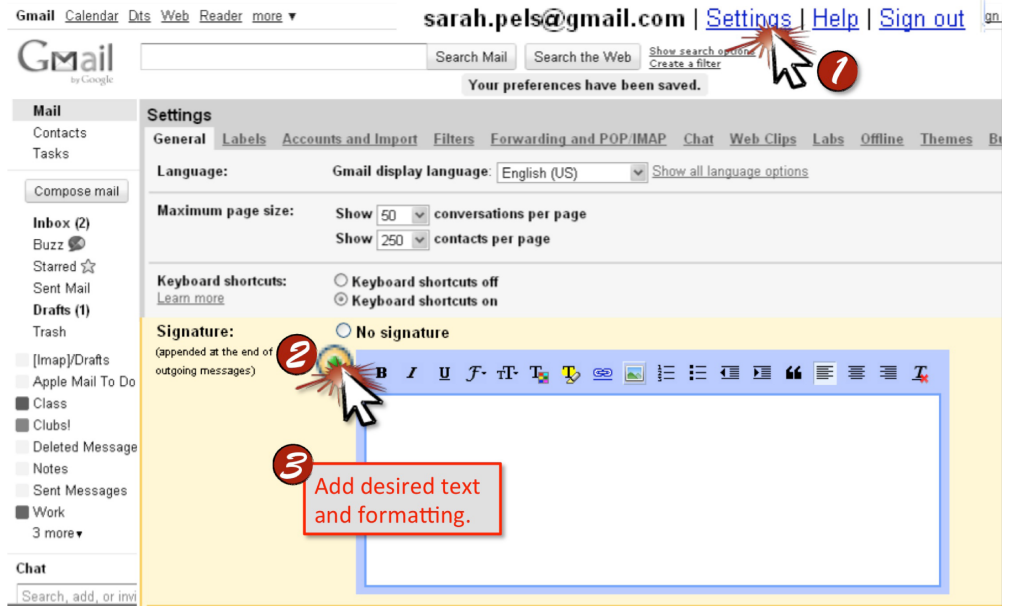 Gmail Calendar Dits Web Reader more ▼
sarah.pels@gmail.com | Settings | Help | Sign out
GMail
by Google
Search Mail
Search the Web
Show search options
Create a filter
1
Your preferences have been saved.
Mail
Contacts
Tasks
Compose mail
Inbox (2)
Buzz
Starred
Sent Mail
Drafts (1)
Trash
[Imap]/Drafts
Apple Mail To Do
Class
Clubs!
Deleted Message
Notes
Sent Messages
Work
3 more ▾
Chat
Search, add, or invi
Settings
General Labels Accounts and Import Filters Forwarding and POP/IMAP Chat Web Clips Labs Offline Themes Bu
Language: Gmail display language: English (US) Show all language options
Maximum page size: Show 50 conversations per page
Show 250 contacts per page
Keyboard shortcuts: Keyboard shortcuts off
Learn more Keyboard shortcuts on
Signature: No signature
(appended at the end of
outgoing messages)
2
B I U
3
Add desired text
and formatting.